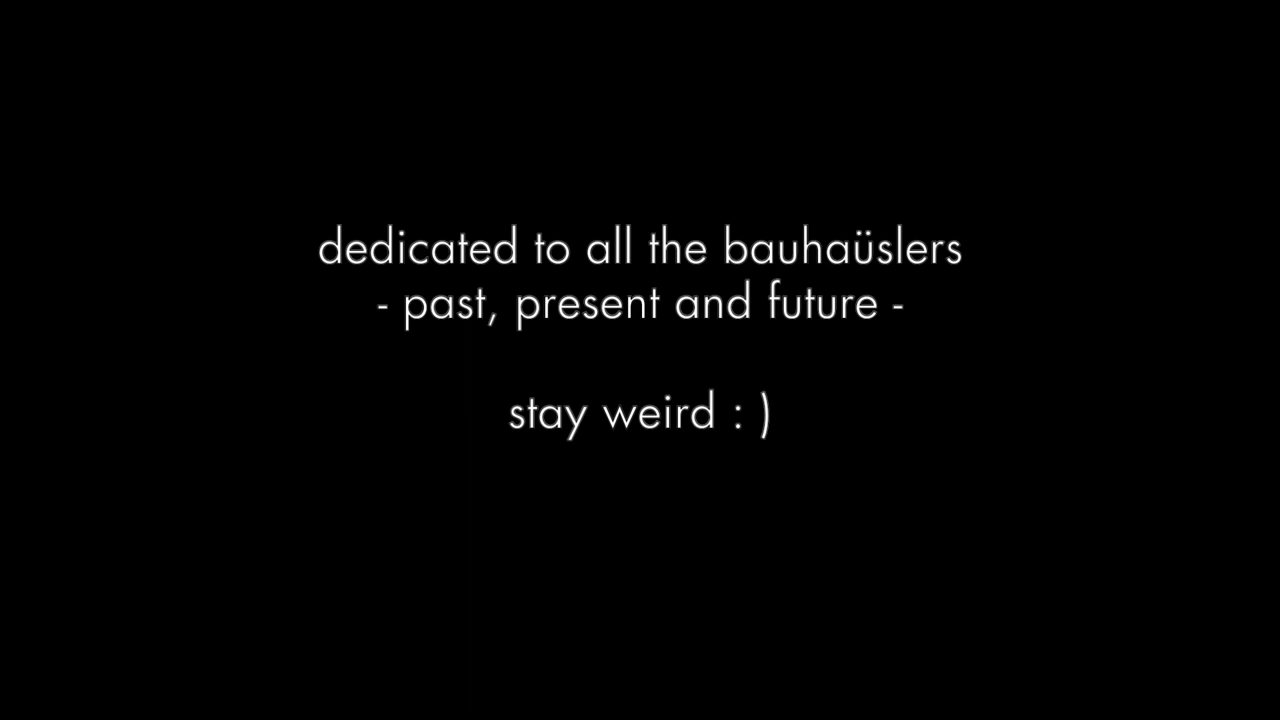 dedicated to all the bauhaüslers
- past, present and future -
stay weird : )